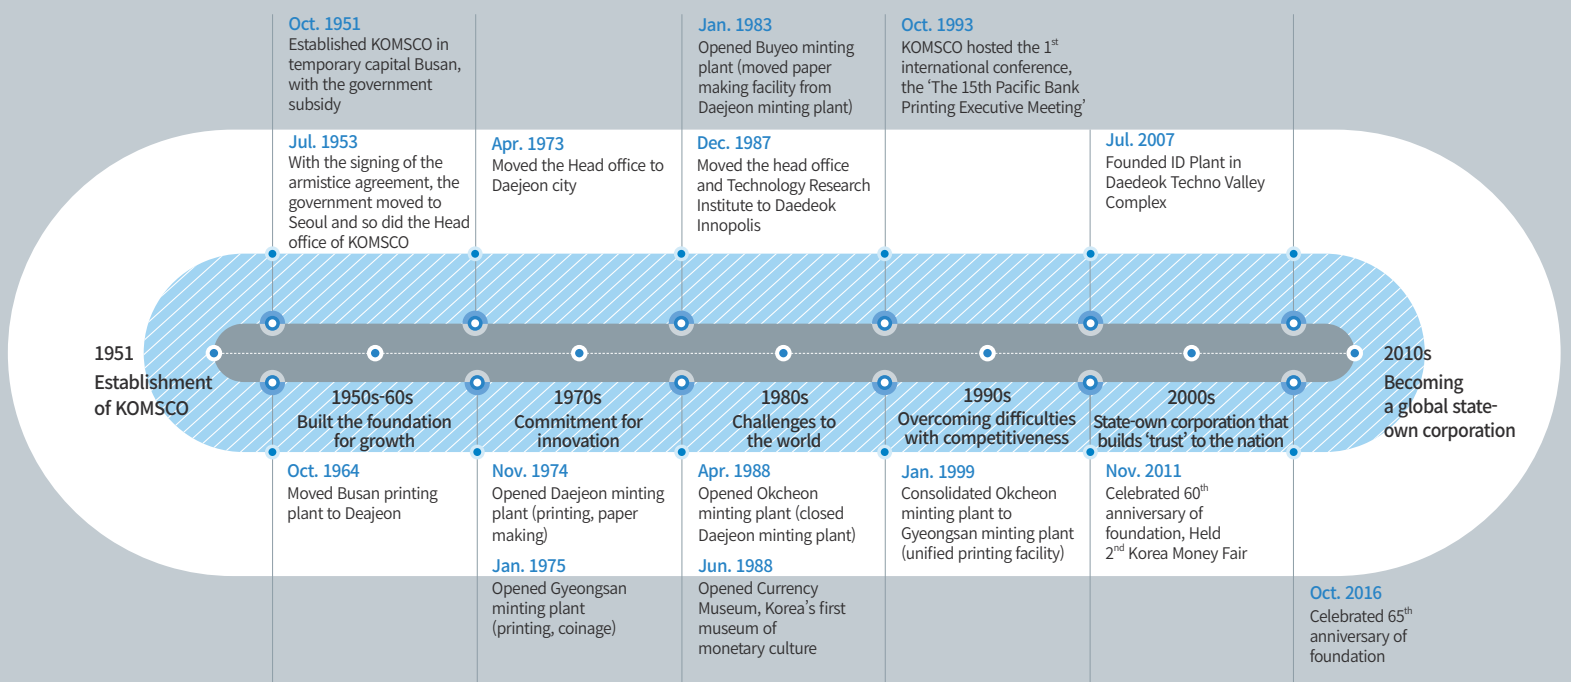 Oct. 1951
Established KOMSCO in
temporary capital Busan,
with the government
subsidy
Jul. 1953
With the signing of the
armistice agreement, the
government moved to
Seoul and so did the Head
office of KOMSCO
Apr. 1973
Moved the Head office to
Daejeon city
Jan. 1983
Opened Buyeo minting
plant (moved paper
making facility from
Daejeon minting plant)
Dec. 1987
Moved the head office
and Technology Research
Institute to Daedeok
Innopolis
Oct. 1993
KOMSCO hosted the 1st
international conference,
the ‘The 15th Pacific Bank
Printing Executive Meeting’
Jul. 2007
Founded ID Plant in
Daedeok Techno Valley
Complex
1951
Establishment
of KOMSCO
1950s-60s
Built the foundation
for growth
1970s
Commitment for
innovation
1980s
Challenges to
the world
1990s
Overcoming difficulties
with competitiveness
2000s
State-own corporation that
builds ‘trust’ to the nation
2010s
Becoming
a global state-
own corporation
Oct. 1964
Moved Busan printing
plant to Deajeon
Nov. 1974
Opened Daejeon minting
plant (printing, paper
making)
Jan. 1975
Opened Gyeongsan
minting plant
(printing, coinage)
Apr. 1988
Opened Okcheon
minting plant (closed
Daejeon minting plant)
Jun. 1988
Opened Currency
Museum, Korea’s first
museum of
monetary culture
Jan. 1999
Consolidated Okcheon
minting plant to
Gyeongsan minting plant
(unified printing facility)
Nov. 2011
Celebrated 60th
anniversary of
foundation, Held
2nd Korea Money Fair
Oct. 2016
Celebrated 65th
anniversary of
foundation